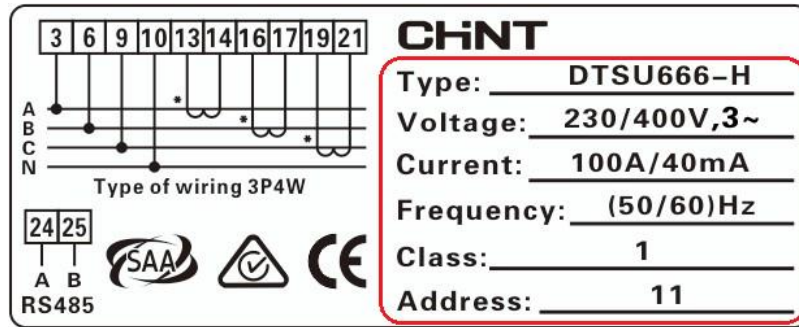 3 6 9 10 13 14 16 17 19 21
A
B
C
N
* * *
Type of wiring 3P4W
24 25
A B
RS485
SAA
CE
CHiNT
Type: DTSU666–H
Voltage: 230/400V,3~
Current: 100A/40mA
Frequency: (50/60)Hz
Class: 1
Address: 11